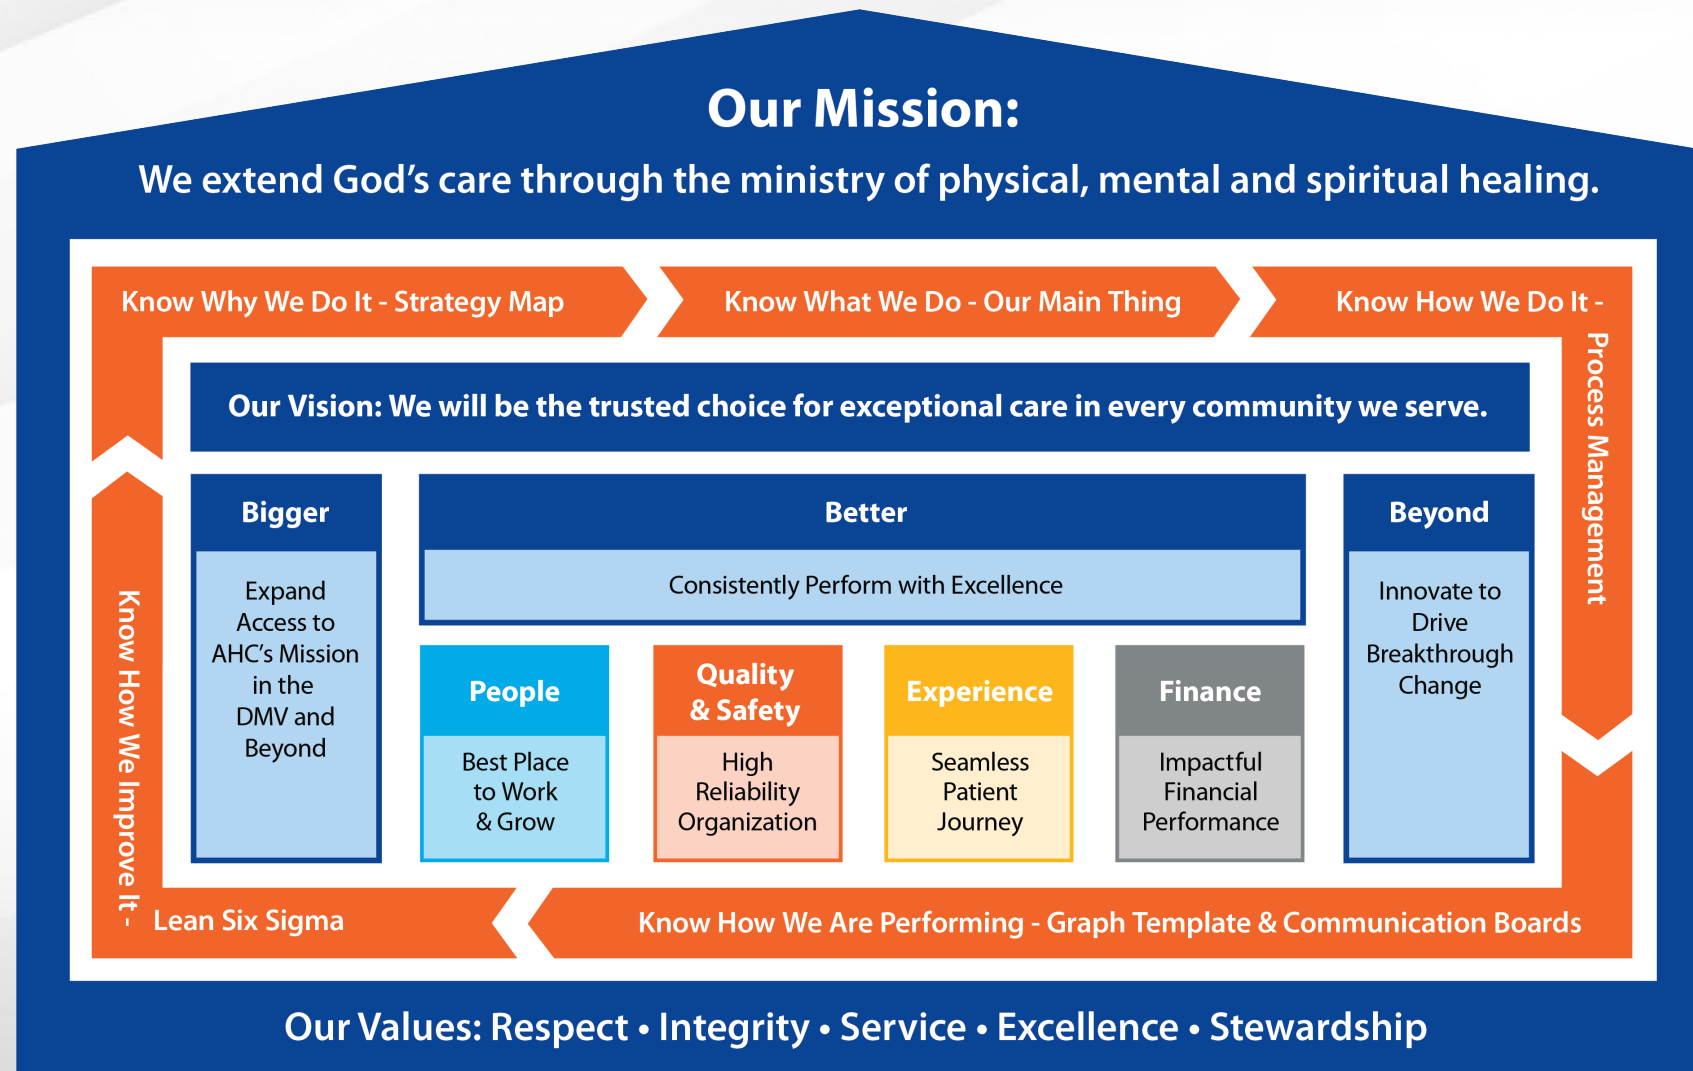 Our Mission:
We extend God’s care through the ministry of physical, mental and spiritual healing.
Know Why We Do It - Strategy Map
Know What We Do - Our Main Thing
Know How We Do It -
Process Management
Know How We Are Performing - Graph Template & Communication Boards
Know How We Improve It -
Lean Six Sigma
Our Vision: We will be the trusted choice for exceptional care in every community we serve.
Bigger
Expand
Access to
AHC’s Mission
in the
DMV and
Beyond
Better
Consistently Perform with Excellence
People
Best Place
to Work
& Grow
Quality
& Safety
High
Reliability
Organization
Experience
Seamless
Patient
Journey
Finance
Impactful
Financial
Performance
Beyond
Innovate to
Drive
Breakthrough
Change
Our Values: Respect • Integrity • Service • Excellence • Stewardship